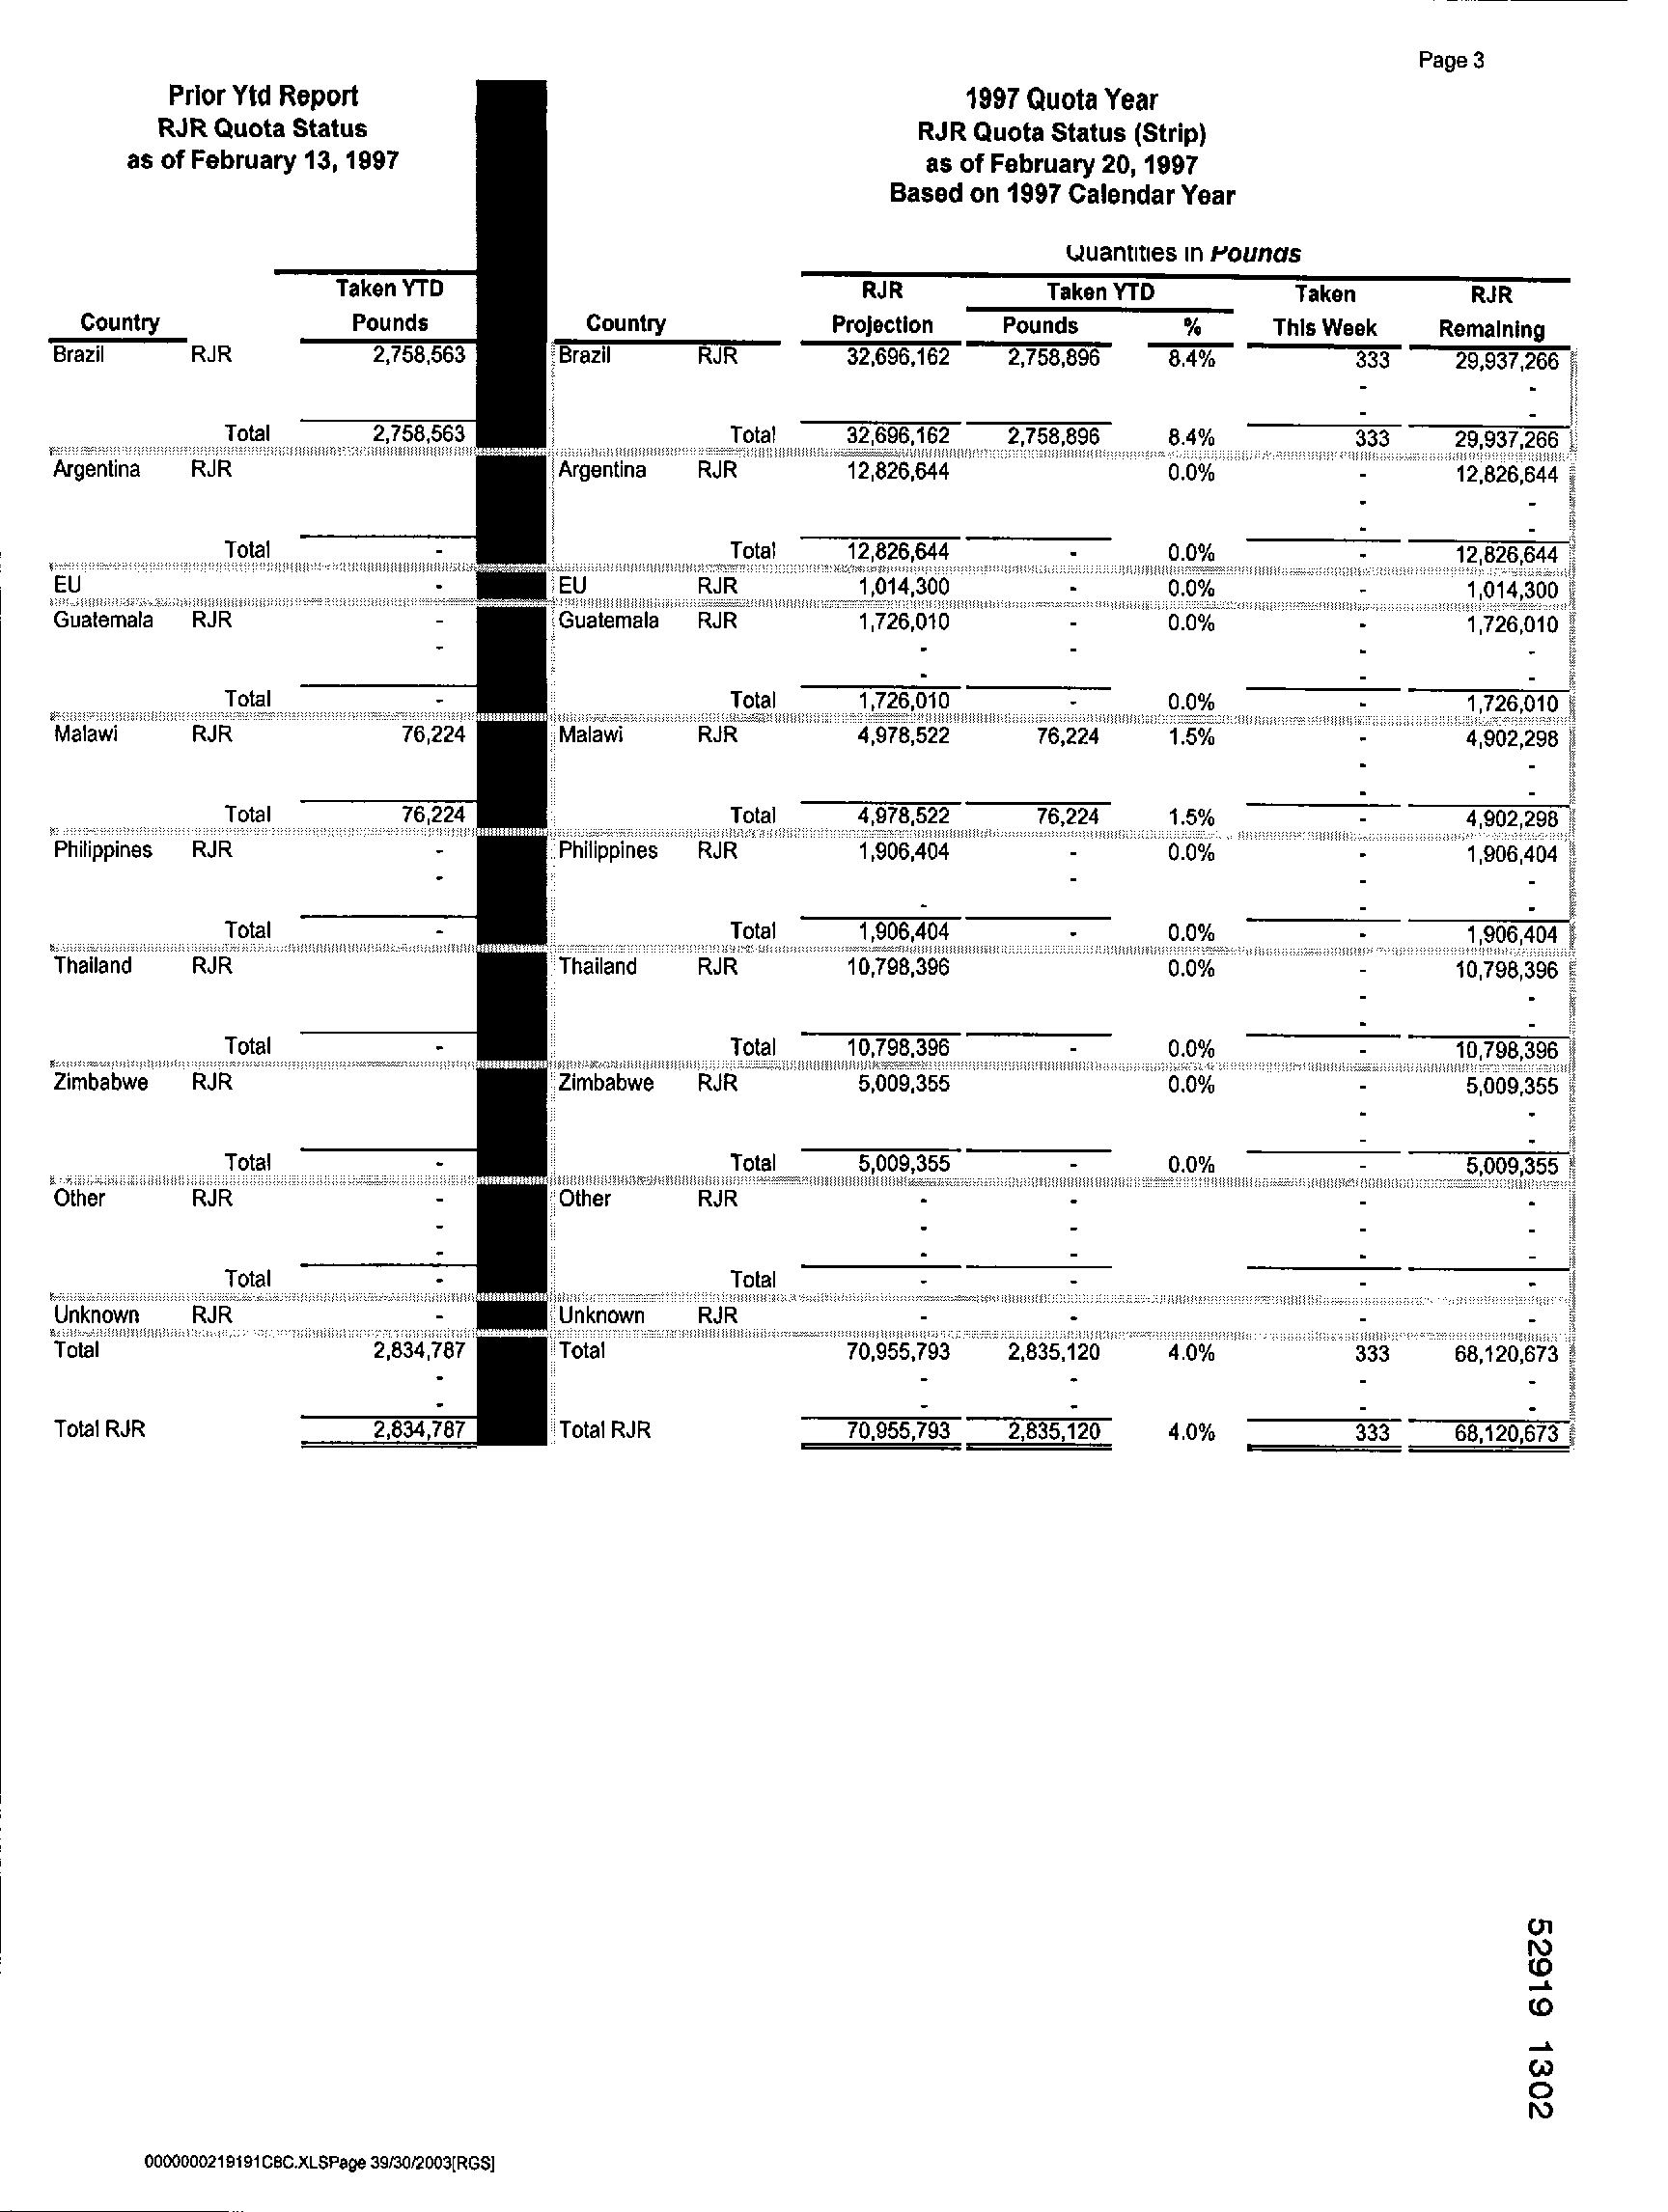 Page 3
Prior Ytd Report
RJR Quota Status
as of February 13, 1997
1997 Quota Year
RJR Quota Status (Strip)
as of February 20, 1997
Based on 1997 Calendar Year
Quantities in Pounds
Taken YTD RJR Taken YTD Taken RJR
Country Pounds Country Projection Pounds % This Week Remaining
Brazil RJR 2,758,563 Brazil RJR 32,696,162 2,758,896 8.4% 333 29,937,266
- -
- -
Total 2,758,563 Total 32,696,162 2,758,896 8.4% 333 29,937,266
Argentina RJR Argentina RJR 12,826,644 0.0% - 12,826,644
- -
- -
Total - Total 12,826,644 - 0.0% - 12,826,644
EU - EU RJR 1,014,300 - 0.0% - 1,014,300
Guatemala RJR - Guatemala RJR 1,726,010 - 0.0% - 1,726,010
- - - - -
- - -
Total - Total 1,726,010 - 0.0% - 1,726,010
Malawi RJR 76,224 Malawi RJR 4,978,522 76,224 1.5% - 4,902,298
- -
- -
Total 76,224 Total 4,978,522 76,224 1.5% - 4,902,298
Philippines RJR - Philippines RJR 1,906,404 - 0.0% - 1,906,404
- - - -
- - -
Total - Total 1,906,404 - 0.0% - 1,906,404
Thailand RJR Thailand RJR 10,798,396 0.0% - 10,798,396
- -
- -
Total - Total 10,798,396 - 0.0% - 10,798,396
Zimbabwe RJR Zimbabwe RJR 5,009,355 0.0% - 5,009,355
- -
- -
Total - Total 5,009,355 - 0.0% - 5,009,355
Other RJR - Other RJR - - - -
- - - - -
- - - - -
Total - Total - - - -
Unknown RJR - Unknown RJR - - - -
Total 2,834,787 Total 70,955,793 2,835,120 4.0% 333 68,120,673
- - - - -
- - - - -
Total RJR 2,834,787 Total RJR 70,955,793 2,835,120 4.0% 333 68,120,673
52919 1302
0000000219191CBC.XLSPage 39/30/2003[RGS]